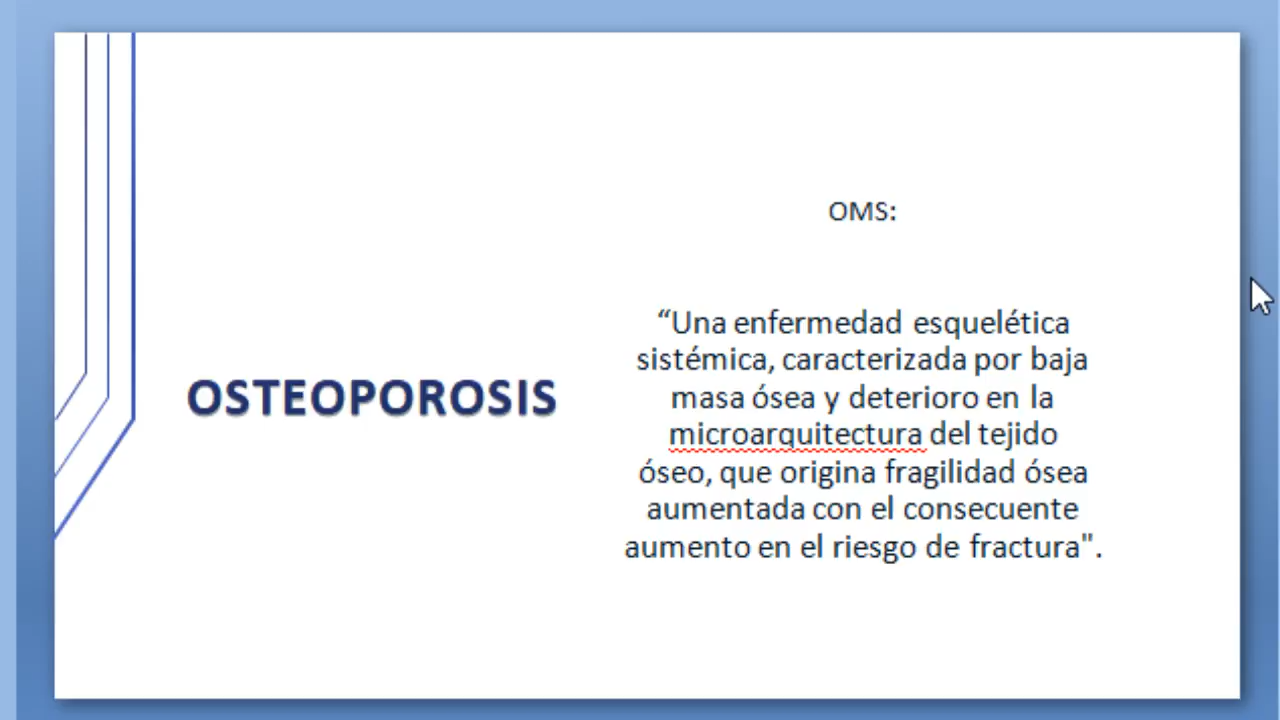 OSTEOPOROSIS
OMS:
“Una enfermedad esquelética
sistémica, caracterizada por baja
masa ósea y deterioro en la
microarquitectura del tejido
óseo, que origina fragilidad ósea
aumentada con el consecuente
aumento en el riesgo de fractura".